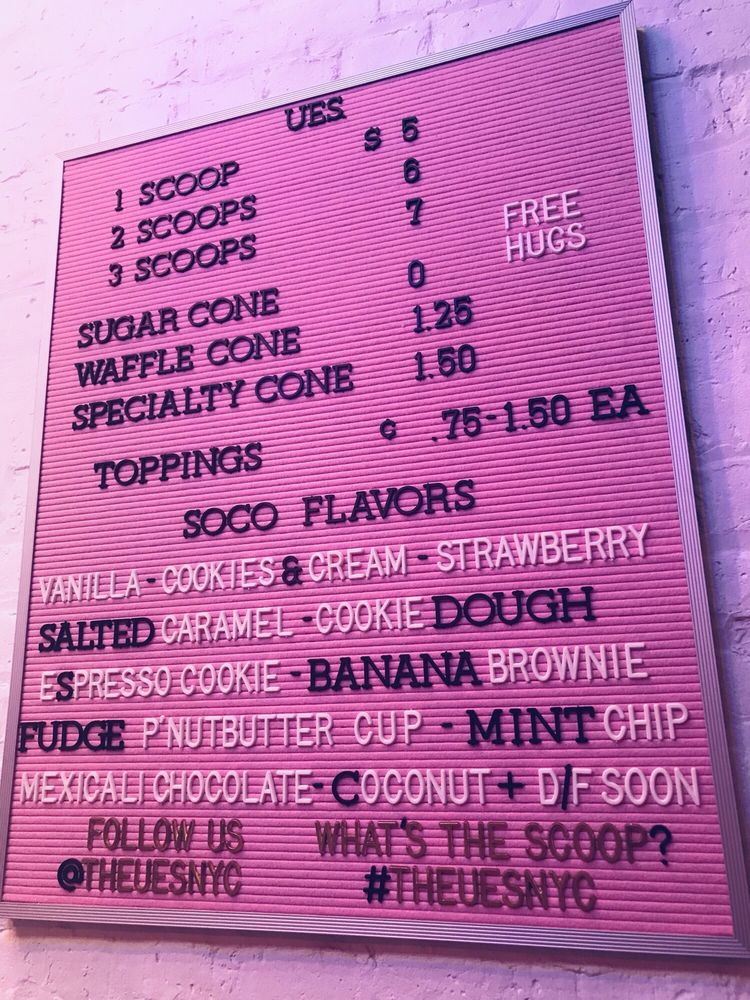 UES
1 SCOOP $ 5
2 SCOOPS 6
3 SCOOPS 7
FREE
HUGS
SUGAR CONE 0
WAFFLE CONE 1.25
SPECIALTY CONE 1.50
TOPPINGS ¢ .75-1.50 EA
SOCO FLAVORS
VANILLA - COOKIES & CREAM - STRAWBERRY
SALTED CARAMEL - COOKIE DOUGH
ESPRESSO COOKIE - BANANA BROWNIE
FUDGE P'NUTBUTTER CUP - MINT CHIP
MEXICALI CHOCOLATE - COCONUT + D/F SOON
FOLLOW US WHAT'S THE SCOOP?
@THEUESNYC #THEUESNYC